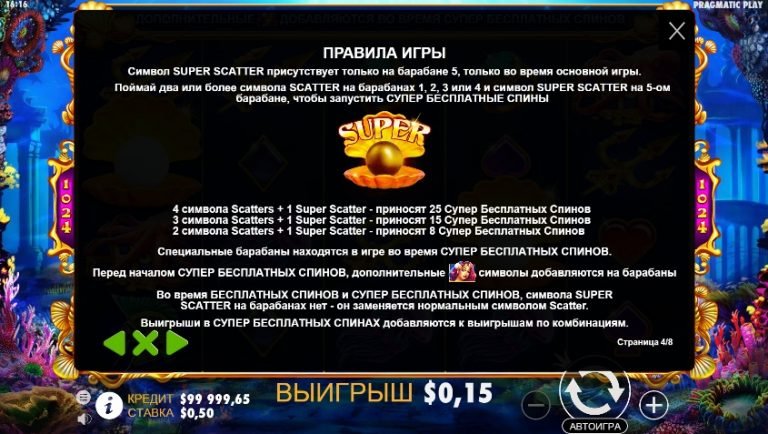 16:16
PRAGMATIC PLAY
ПРАВИЛА ИГРЫ
Символ SUPER SCATTER присутствует только на барабане 5, только во время основной игры.
Поймай два или более символа SCATTER на барабанах 1, 2, 3 или 4 и символ SUPER SCATTER на 5-ом
барабане, чтобы запустить СУПЕР БЕСПЛАТНЫЕ СПИНЫ
SUPER
1024
1024
4 символа Scatters + 1 Super Scatter - приносят 25 Супер Бесплатных Спинов
3 символа Scatters + 1 Super Scatter - приносят 15 Супер Бесплатных Спинов
2 символа Scatters + 1 Super Scatter - приносят 8 Супер Бесплатных Спинов
Специальные барабаны находятся в игре во время СУПЕР БЕСПЛАТНЫХ СПИНОВ.
Перед началом СУПЕР БЕСПЛАТНЫХ СПИНОВ, дополнительные символы добавляются на барабаны
Во время БЕСПЛАТНЫХ СПИНОВ и СУПЕР БЕСПЛАТНЫХ СПИНОВ, символа SUPER
SCATTER на барабанах нет - он заменяется нормальным символом Scatter.
Выигрыши в СУПЕР БЕСПЛАТНЫХ СПИНАХ добавляются к выигрышам по комбинациям.
Страница 4/8
КРЕДИТ $99 999,65
СТАВКА $0,50
ВЫИГРЫШ $0,15
АВТОИГРА